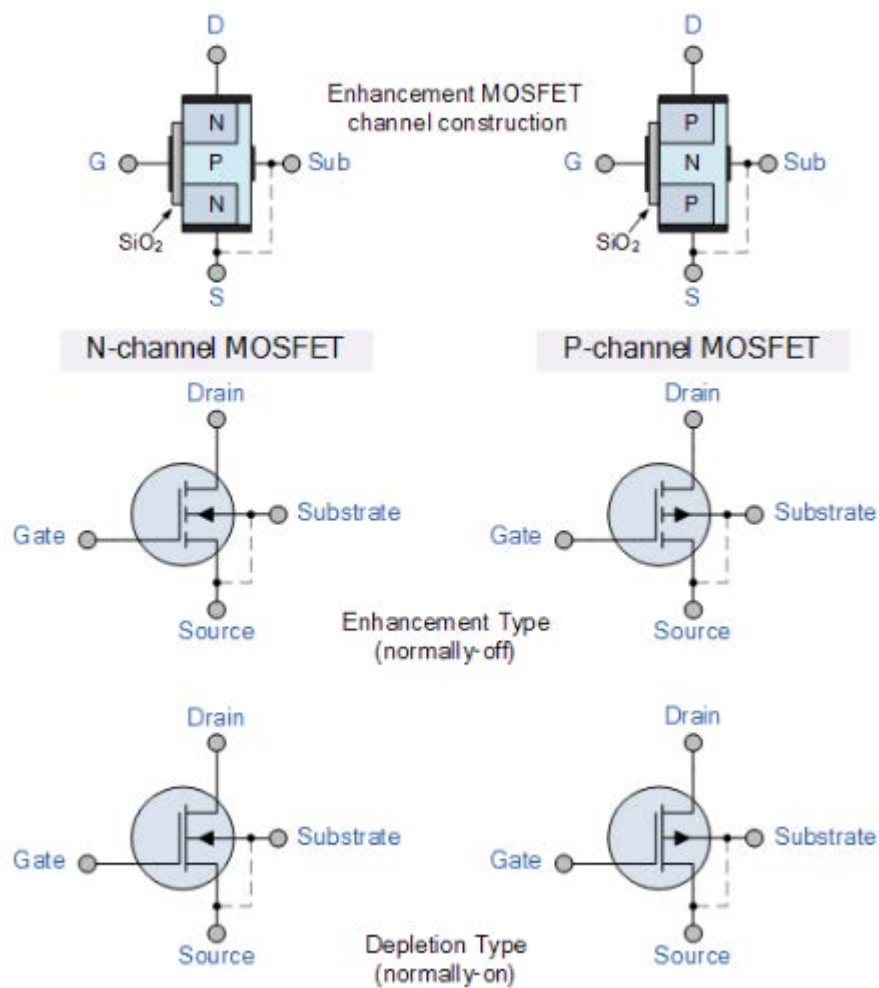 D
D
Enhancement MOSFET
channel construction
N
P
N
G
Sub
SiO₂
S
P
N
P
G
Sub
SiO₂
S
N-channel MOSFET
P-channel MOSFET
Drain
Drain
Gate
Substrate
Gate
Substrate
Source
Source
Enhancement Type
(normally-off)
Drain
Drain
Gate
Substrate
Gate
Substrate
Source
Source
Depletion Type
(normally-on)